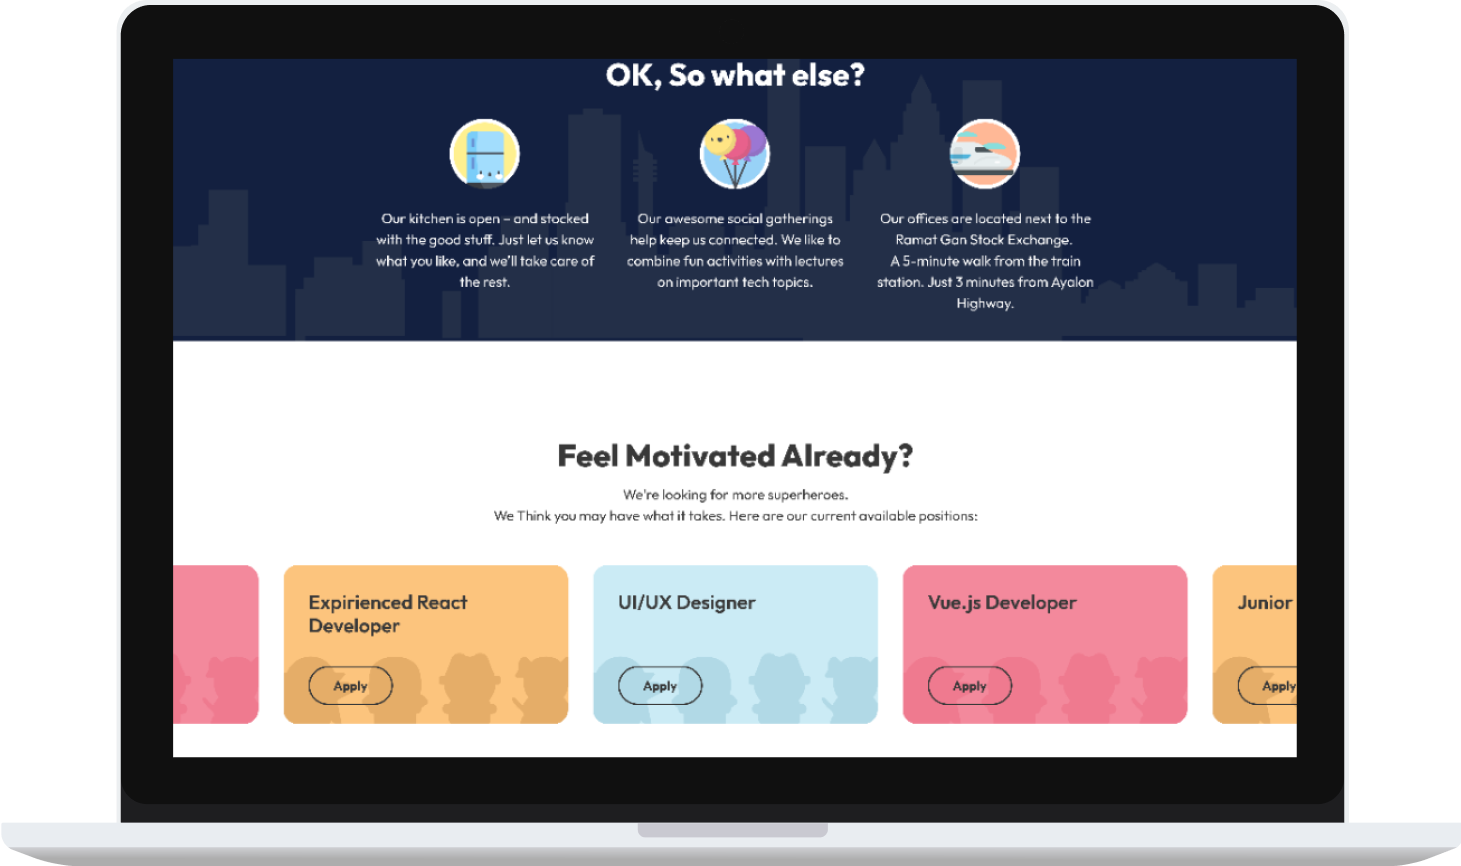 OK, So what else?
Our kitchen is open – and stocked
with the good stuff. Just let us know
what you like, and we'll take care of
the rest.
Our awesome social gatherings
help keep us connected. We like to
combine fun activities with lectures
on important tech topics.
Our offices are located next to the
Ramat Gan Stock Exchange.
A 5-minute walk from the train
station. Just 3 minutes from Ayalon
Highway.
Feel Motivated Already?
We're looking for more superheroes.
We Think you may have what it takes. Here are our current available positions:
Expirienced React
Developer
Apply
UI/UX Designer
Apply
Vue.js Developer
Apply
Junior
Apply